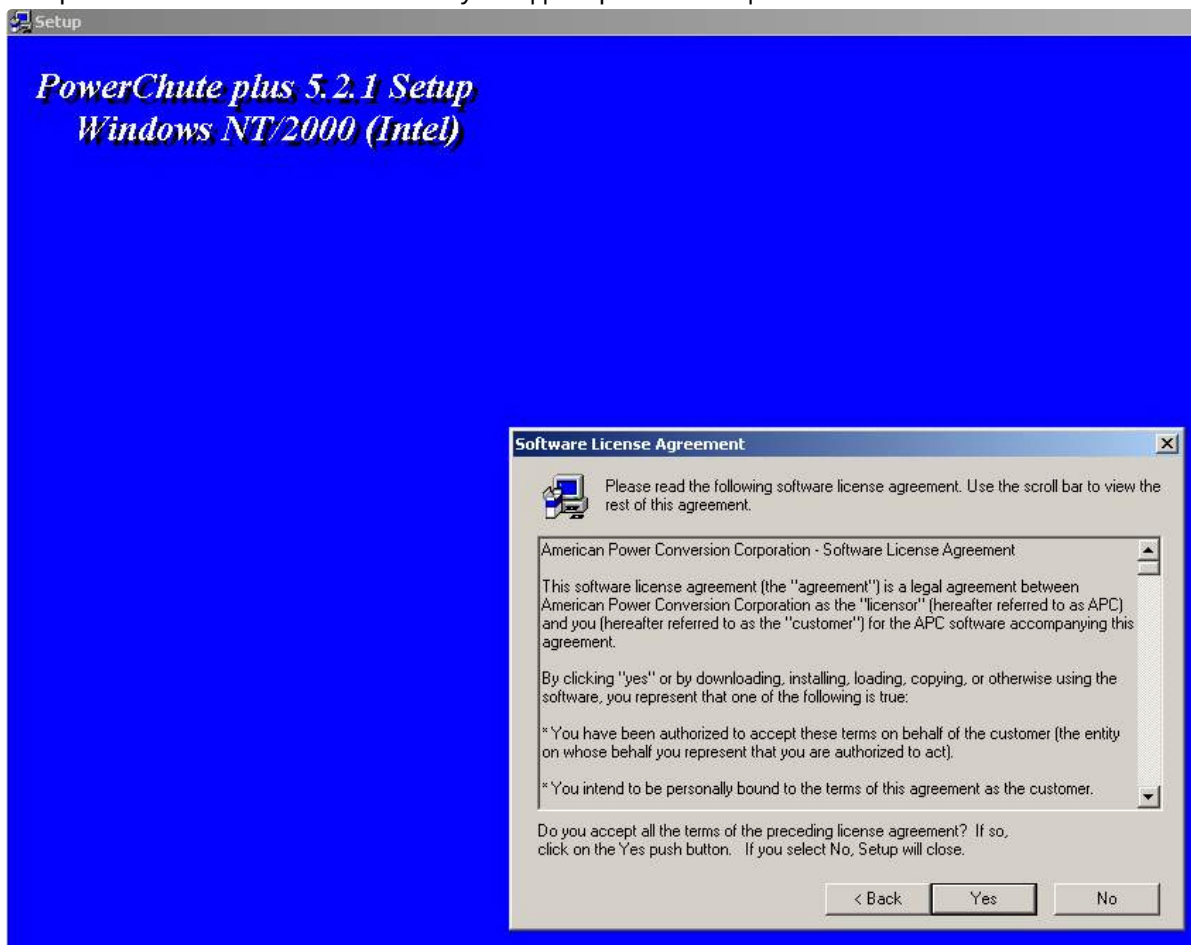 Setup
PowerChute plus 5.2.1 Setup
Windows NT/2000 (Intel)
Software License Agreement
Please read the following software license agreement. Use the scroll bar to view the
rest of this agreement.
American Power Conversion Corporation - Software License Agreement
This software license agreement (the "agreement") is a legal agreement between
American Power Conversion Corporation as the "licensor" (hereafter referred to as APC)
and you (hereafter referred to as the "customer") for the APC software accompanying this
agreement.
By clicking "yes" or by downloading, installing, loading, copying, or otherwise using the
software, you represent that one of the following is true:
* You have been authorized to accept these terms on behalf of the customer (the entity
on whose behalf you represent that you are authorized to act).
* You intend to be personally bound to the terms of this agreement as the customer.
Do you accept all the terms of the preceding license agreement? If so,
click on the Yes push button. If you select No, Setup will close.
< Back Yes No